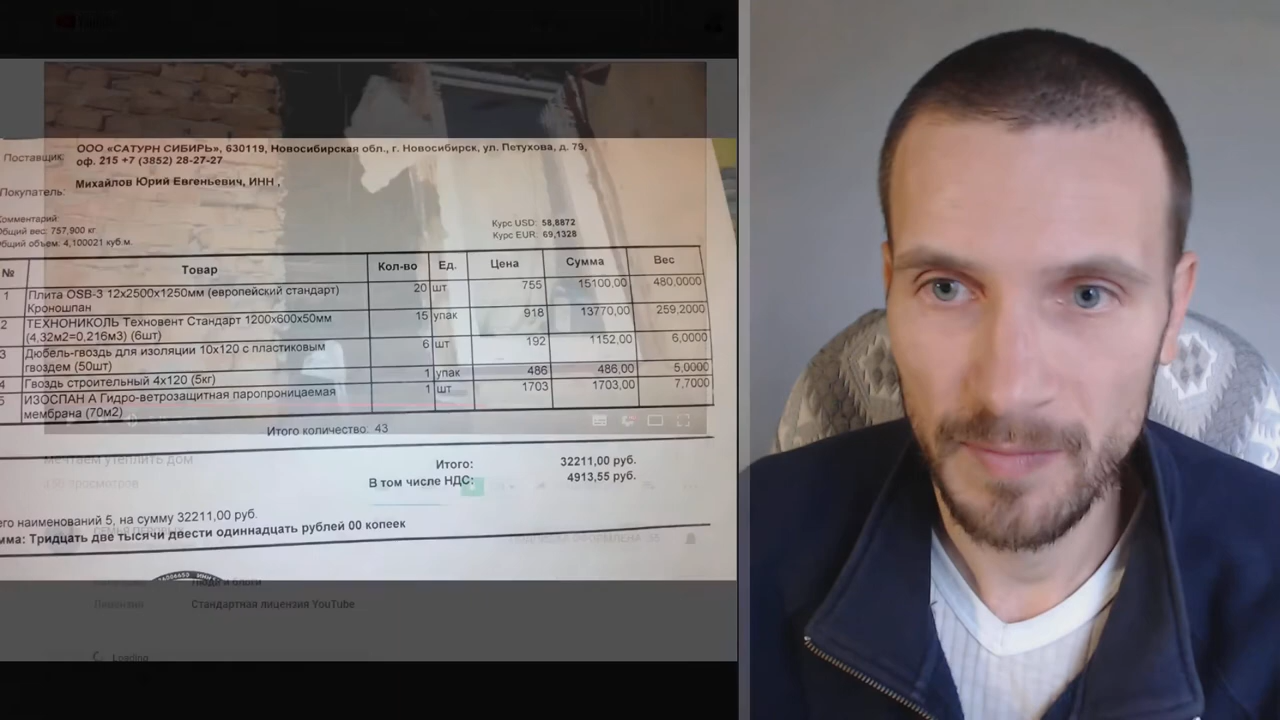 Поставщик: ООО «САТУРН СИБИРЬ», 630119, Новосибирская обл., г. Новосибирск, ул. Петухова, д. 79,
оф. 215 +7 (3852) 28-27-27
Покупатель: Михайлов Юрий Евгеньевич, ИНН ,
Комментарий:
Общий вес: 757,900 кг.
Общий объем: 4,100021 куб.м.
Курс USD: 58,8872
Курс EUR: 69,1328
№ Товар Кол-во Ед. Цена Сумма Вес
1 Плита OSB-3 12х2500х1250мм (европейский стандарт) 20 шт 755 15100,00 480,0000
Кроношпан
2 ТЕХНОНИКОЛЬ Техновент Стандарт 1200х600х50мм 15 упак 918 13770,00 259,2000
(4,32м2=0,216м3) (6шт)
3 Дюбель-гвоздь для изоляции 10х120 с пластиковым 6 шт 192 1152,00 6,0000
гвоздем (50шт)
4 Гвоздь строительный 4х120 (5кг) 1 упак 486 486,00 5,0000
5 ИЗОСПАН А Гидро-ветрозащитная паропроницаемая 1 шт 1703 1703,00 7,7000
мембрана (70м2)
Итого количество: 43
мечтаем утеплить дом
Итого: 32211,00 руб.
В том числе НДС: 4913,55 руб.
его наименований 5, на сумму 32211,00 руб.
мма: Тридцать две тысячи двести одиннадцать рублей 00 копеек
Люди и блоги
Лицензия Стандартная лицензия YouTube
Loading